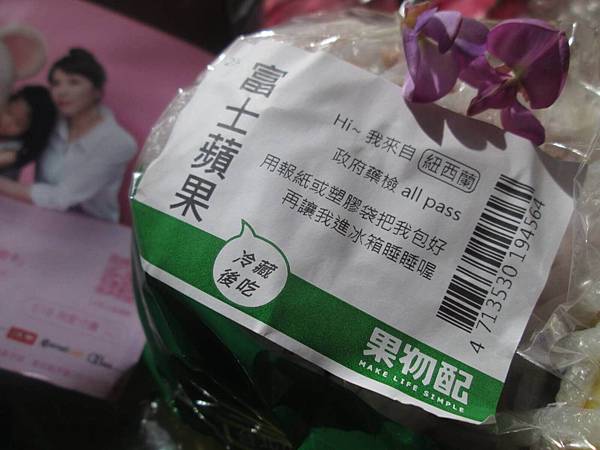 富士蘋果
Hi~ 我來自 紐西蘭
政府藥檢 all pass
用報紙或塑膠袋把我包好
再讓我進冰箱睡睡喔
冷藏
後吃
4 713530 194564
果物配
MAKE LIFE SIMPLE